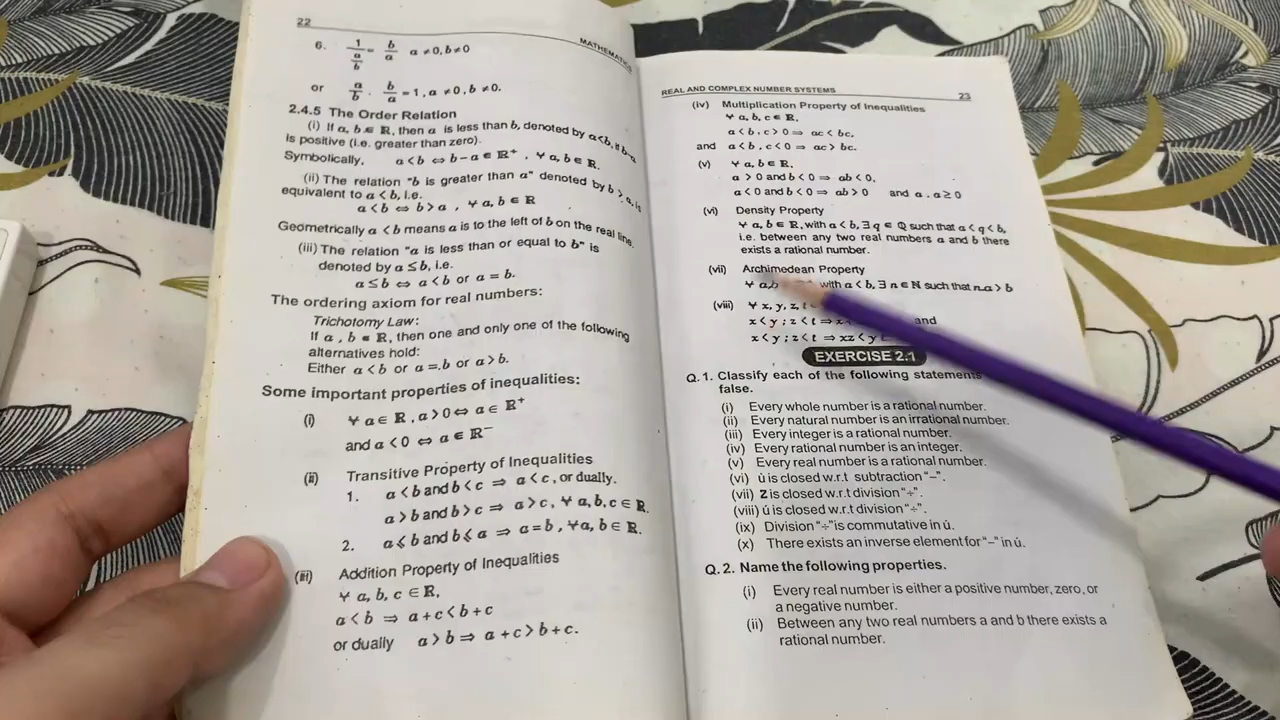 22
MATHEMATICS
6. 1/(a/b) = b/a a ≠ 0, b ≠ 0
or a/b . b/a = 1, a ≠ 0, b ≠ 0.
2.4.5 The Order Relation
(i) If a, b ∈ ℝ, then a is less than b, denoted by a<b, if b-a
is positive (i.e. greater than zero).
Symbolically, a < b ⇔ b – a ∈ ℝ⁺ , ∀ a, b ∈ ℝ.
(ii) The relation "b is greater than a" denoted by b > a, is
equivalent to a < b, i.e.
a < b ⇔ b > a , ∀ a, b ∈ ℝ
Geometrically a < b means a is to the left of b on the real line.
(iii) The relation "a is less than or equal to b" is
denoted by a ≤ b, i.e.
a ≤ b ⇔ a < b or a = b.
The ordering axiom for real numbers:
Trichotomy Law:
If a , b ∈ ℝ, then one and only one of the following
alternatives hold:
Either a < b or a =.b or a > b.
Some important properties of inequalities:
(i) ∀ a ∈ ℝ, a > 0 ⇔ a ∈ ℝ⁺
and a < 0 ⇔ a ∈ ℝ⁻
(ii) Transitive Property of Inequalities
1. a < b and b < c ⇒ a < c, or dually.
a > b and b > c ⇒ a > c, ∀ a, b, c ∈ ℝ.
2. a ≤ b and b ≤ a ⇒ a = b , ∀ a, b ∈ ℝ.
(iii) Addition Property of Inequalities
∀ a, b, c ∈ ℝ,
a < b ⇒ a + c < b + c
or dually a > b ⇒ a + c > b + c.
REAL AND COMPLEX NUMBER SYSTEMS 23
(iv) Multiplication Property of Inequalities
∀ a, b, c ∈ ℝ,
a < b, c > 0 ⇒ ac < bc,
and a < b , c < 0 ⇒ ac > bc.
(v) ∀ a, b ∈ ℝ,
a > 0 and b < 0 ⇒ ab < 0,
a < 0 and b < 0 ⇒ ab > 0 and a . a ≥ 0
(vi) Density Property
∀ a, b ∈ ℝ, with a < b, ∃ q ∈ ℚ such that a < q < b,
i.e. between any two real numbers a and b there
exists a rational number.
(vii) Archimedean Property
∀ a,b with a < b, ∃ n ∈ ℕ such that n.a > b
(viii) ∀ x, y, z,
x < y ; z < t ⇒ and
x < y ; z < t ⇒ xz < y
EXERCISE 2.1
Q.1. Classify each of the following statements
false.
(i) Every whole number is a rational number.
(ii) Every natural number is an irrational number.
(iii) Every integer is a rational number.
(iv) Every rational number is an integer.
(v) Every real number is a rational number.
(vi) ú is closed w.r.t subtraction "–".
(vii) Z is closed w.r.t division "÷".
(viii) ú is closed w.r.t division "÷".
(ix) Division "÷" is commutative in ú.
(x) There exists an inverse element for "–" in ú.
Q.2. Name the following properties.
(i) Every real number is either a positive number, zero, or
a negative number.
(ii) Between any two real numbers a and b there exists a
rational number.